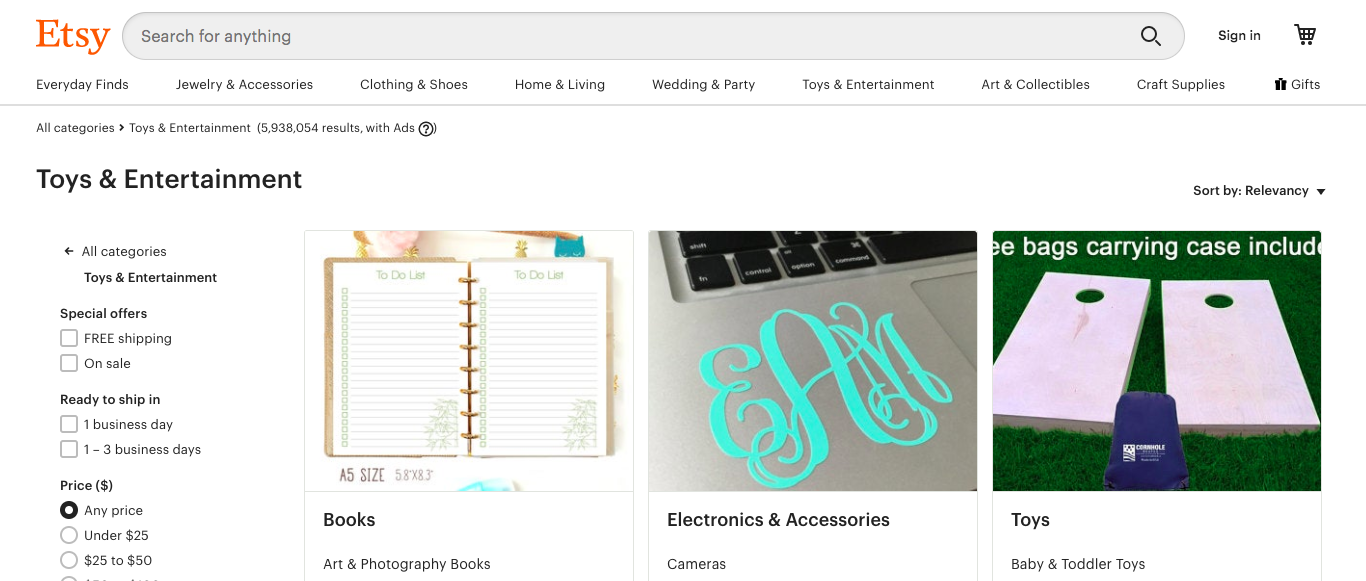 Etsy
Search for anything
Sign in
Everyday Finds
Jewelry & Accessories
Clothing & Shoes
Home & Living
Wedding & Party
Toys & Entertainment
Art & Collectibles
Craft Supplies
Gifts
All categories > Toys & Entertainment (5,938,054 results, with Ads ?)
Toys & Entertainment
Sort by: Relevancy
← All categories
Toys & Entertainment
Special offers
FREE shipping
On sale
Ready to ship in
1 business day
1 – 3 business days
Price ($)
Any price
Under $25
$25 to $50
To Do List
To Do List
A5 SIZE 5.8"X8.3"
Books
Art & Photography Books
shift
fn
control
option
command
EAM
Electronics & Accessories
Cameras
ee bags carrying case include
CORNHOLE
Toys
Baby & Toddler Toys